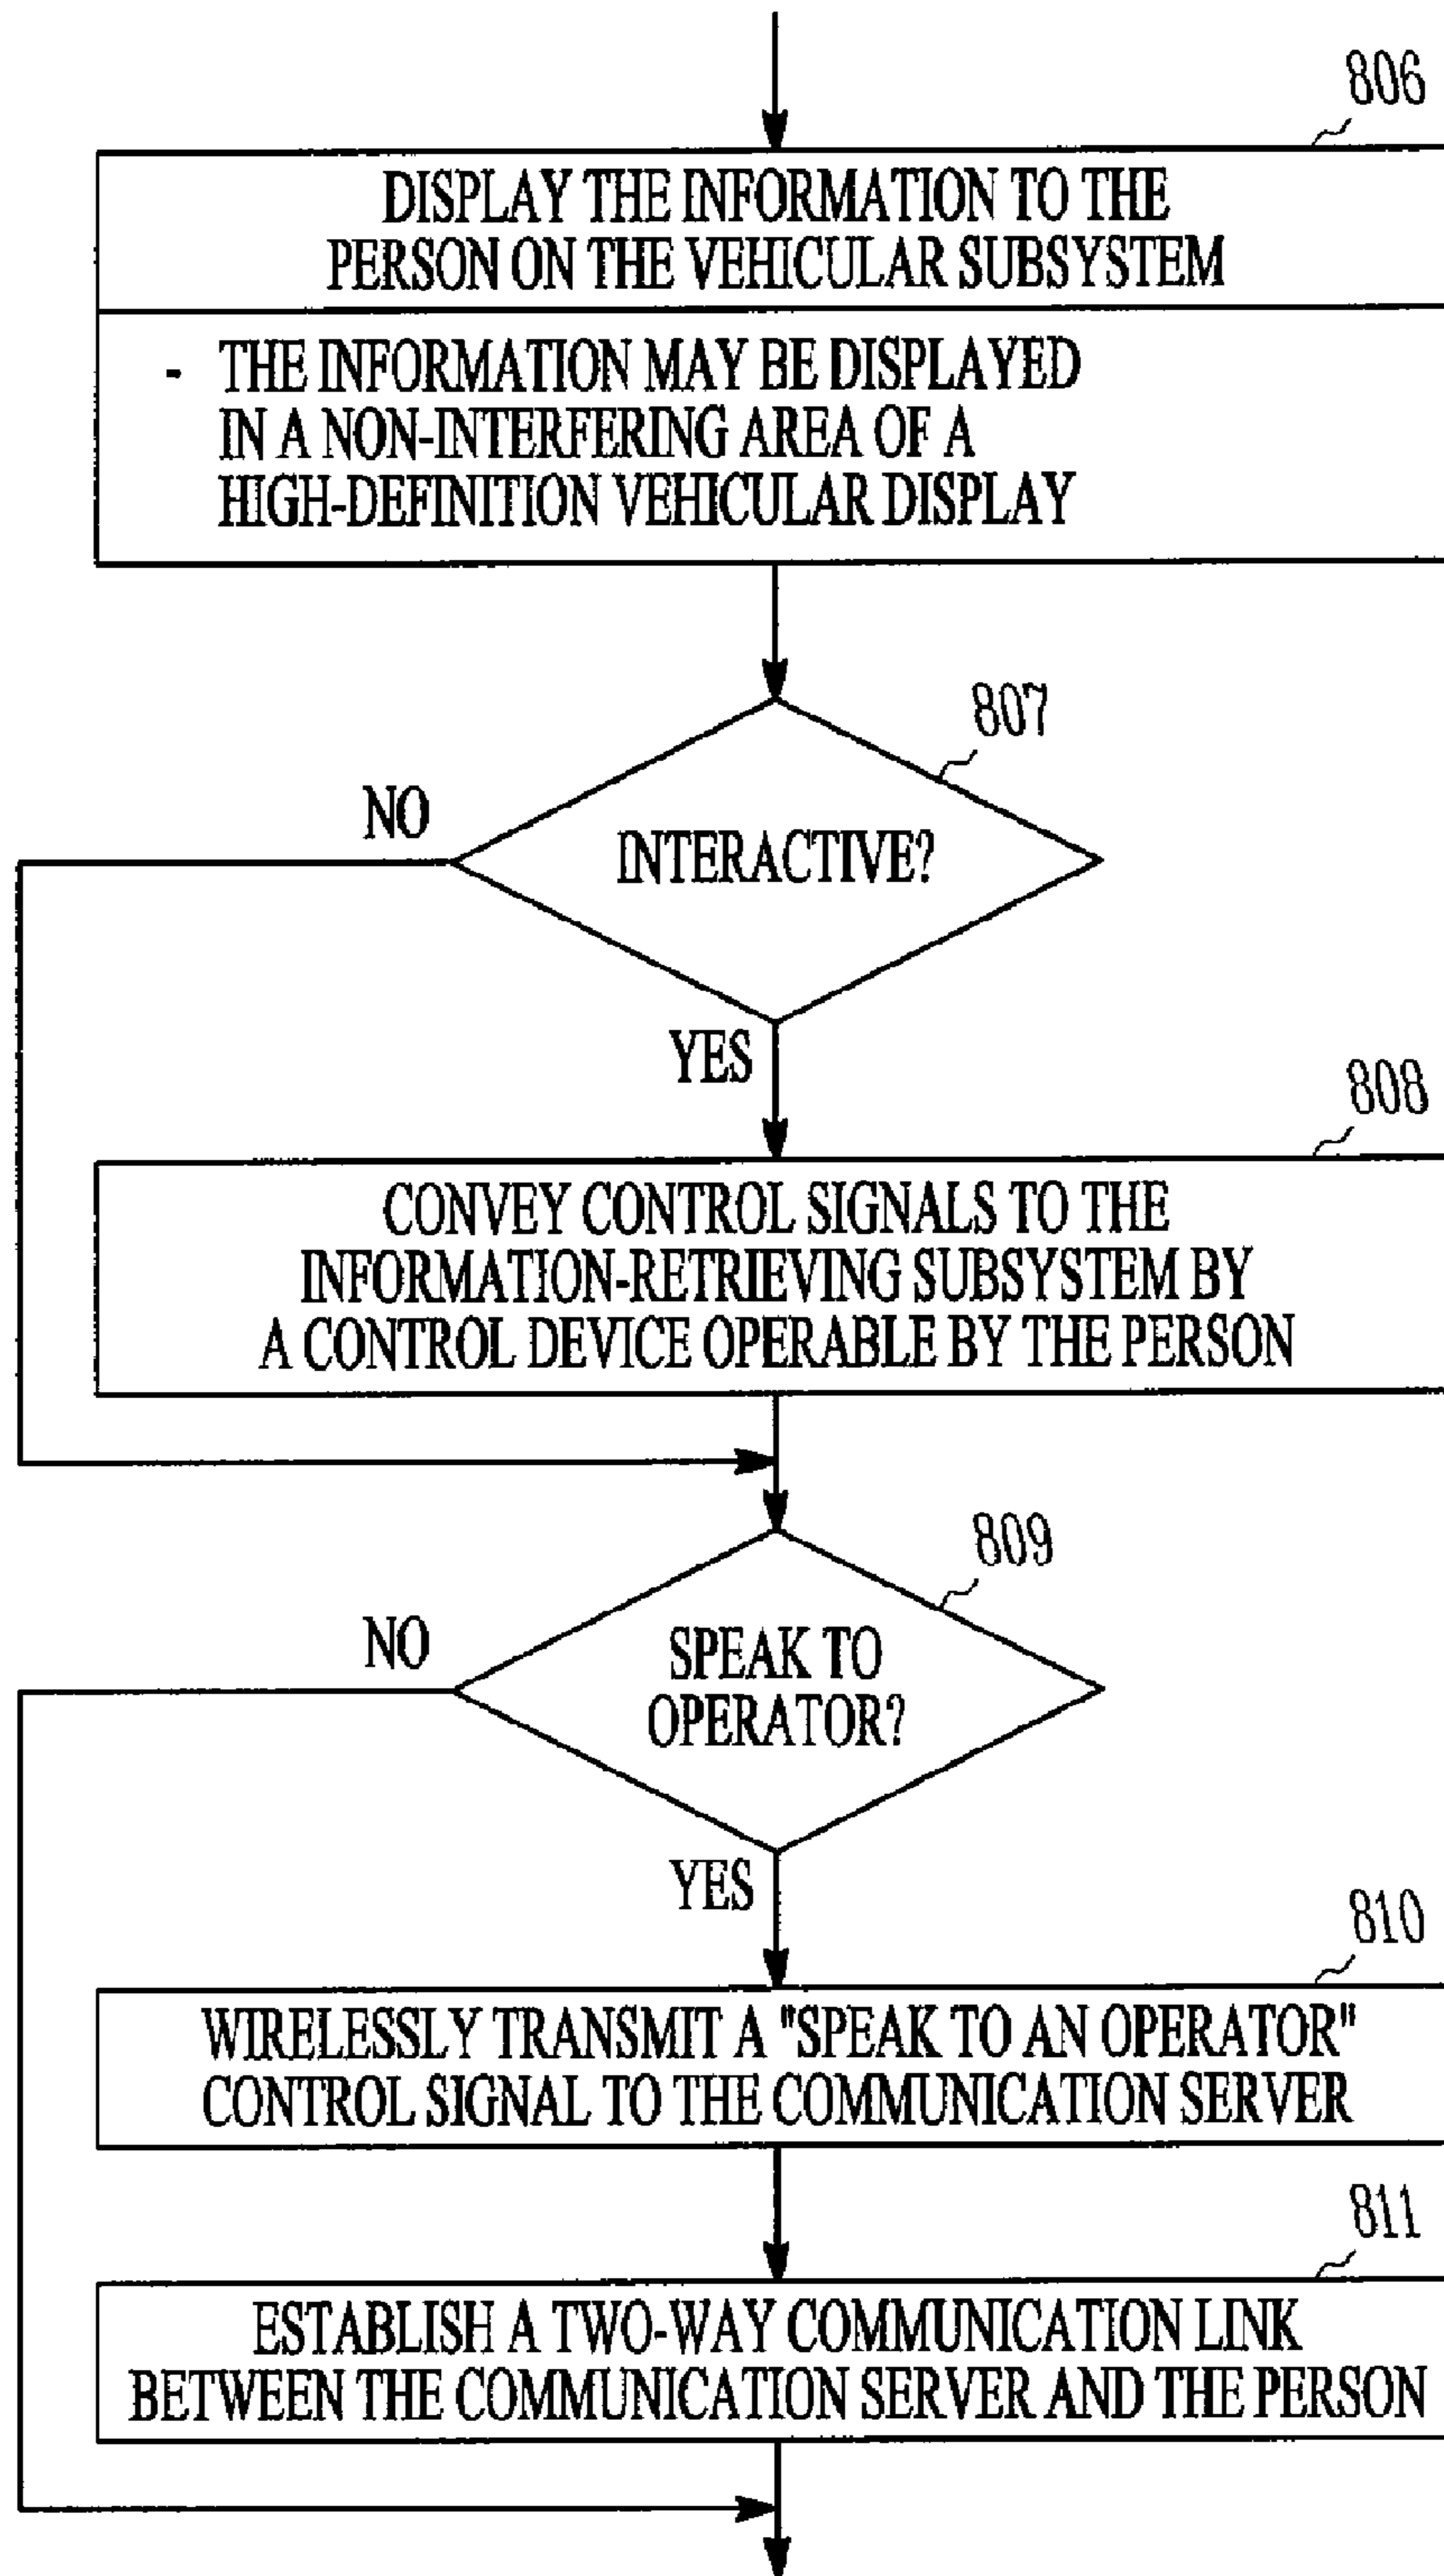 806
DISPLAY THE INFORMATION TO THE
PERSON ON THE VEHICULAR SUBSYSTEM
- THE INFORMATION MAY BE DISPLAYED
IN A NON-INTERFERING AREA OF A
HIGH-DEFINITION VEHICULAR DISPLAY
807
NO
INTERACTIVE?
YES
808
CONVEY CONTROL SIGNALS TO THE
INFORMATION-RETRIEVING SUBSYSTEM BY
A CONTROL DEVICE OPERABLE BY THE PERSON
809
NO
SPEAK TO
OPERATOR?
YES
810
WIRELESSLY TRANSMIT A "SPEAK TO AN OPERATOR"
CONTROL SIGNAL TO THE COMMUNICATION SERVER
811
ESTABLISH A TWO-WAY COMMUNICATION LINK
BETWEEN THE COMMUNICATION SERVER AND THE PERSON